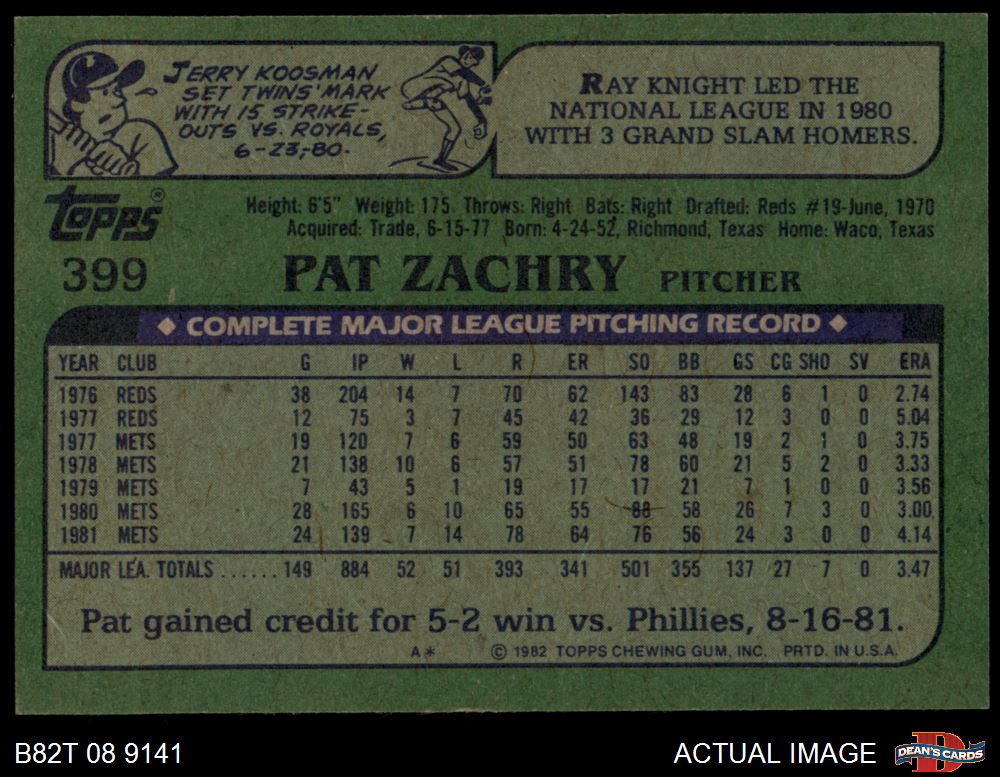 JERRY KOOSMAN
SET TWINS' MARK
WITH 15 STRIKE-
OUTS VS. ROYALS,
6-23-80.
RAY KNIGHT LED THE
NATIONAL LEAGUE IN 1980
WITH 3 GRAND SLAM HOMERS.
TOPPS®
Height: 6'5" Weight: 175 Throws: Right Bats: Right Drafted: Reds #19-June, 1970
Acquired: Trade, 6-15-77 Born: 4-24-52, Richmond, Texas Home: Waco, Texas
399 PAT ZACHRY PITCHER
◆ COMPLETE MAJOR LEAGUE PITCHING RECORD ◆
YEAR CLUB G IP W L R ER SO BB GS CG SHO SV ERA
1976 REDS 38 204 14 7 70 62 143 83 28 6 1 0 2.74
1977 REDS 12 75 3 7 45 42 36 29 12 3 0 0 5.04
1977 METS 19 120 7 6 59 50 63 48 19 2 1 0 3.75
1978 METS 21 138 10 6 57 51 78 60 21 5 2 0 3.33
1979 METS 7 43 5 1 19 17 17 21 7 1 0 0 3.56
1980 METS 28 165 6 10 65 55 88 58 26 7 3 0 3.00
1981 METS 24 139 7 14 78 64 76 56 24 3 0 0 4.14
MAJOR LEA. TOTALS ...... 149 884 52 51 393 341 501 355 137 27 7 0 3.47
Pat gained credit for 5-2 win vs. Phillies, 8-16-81.
A* © 1982 TOPPS CHEWING GUM, INC. PRTD. IN U.S.A.
B82T 08 9141 ACTUAL IMAGE DEAN'S CARDS